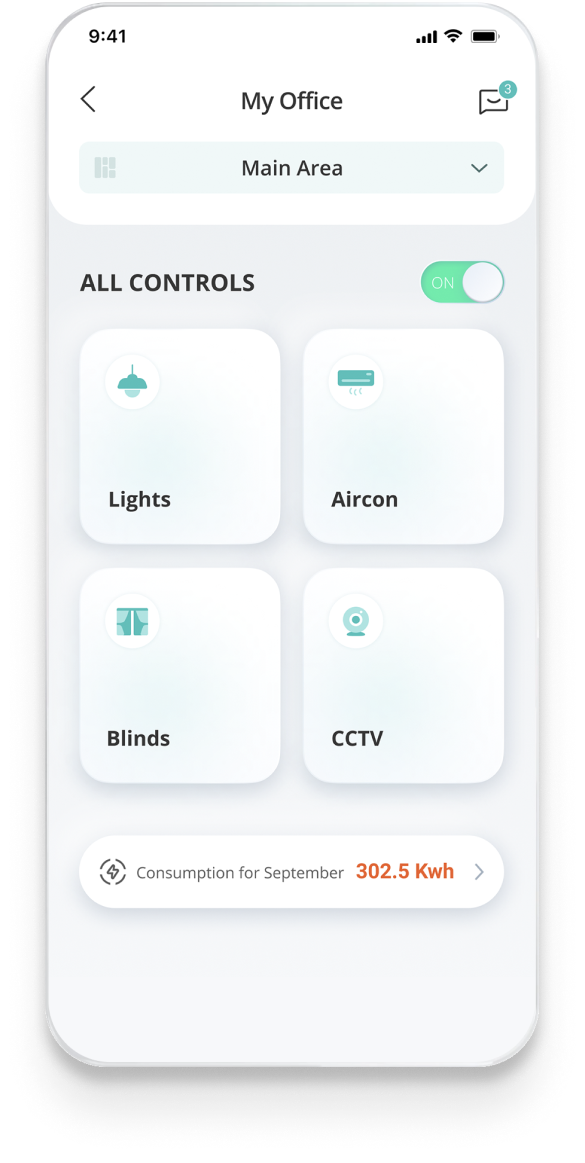 9:41
My Office
3
Main Area
ALL CONTROLS
ON
Lights
Aircon
Blinds
CCTV
Consumption for September 302.5 Kwh